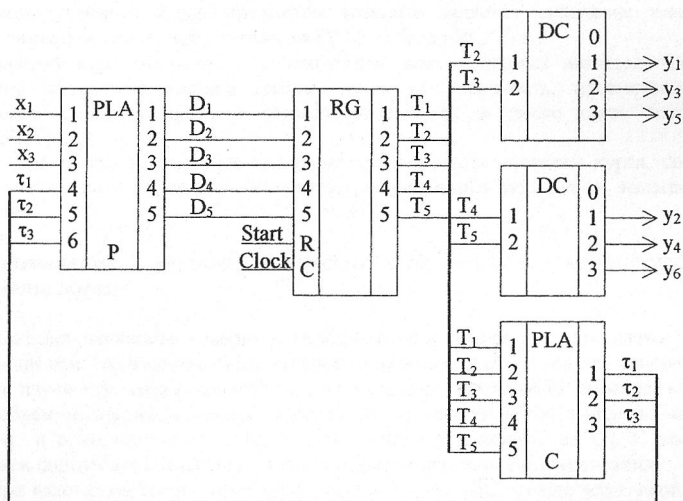 x₁
x₂
x₃
τ₁
τ₂
τ₃
1 PLA
2 1
3 2
4 3
5 4
6 5
P
D₁
D₂
D₃
D₄
D₅
Start
Clock
1 RG 1
2 2
3 3
4 4
5 5
R
C
T₁
T₂
T₃
T₄
T₅
T₂
T₃
DC 0
1 1
2 2
3
y₁
y₃
y₅
T₄
T₅
DC 0
1 1
2 2
3
y₂
y₄
y₆
T₁
T₂
T₃
T₄
T₅
1 PLA
2 1
3 2
4 3
5
C
τ₁
τ₂
τ₃